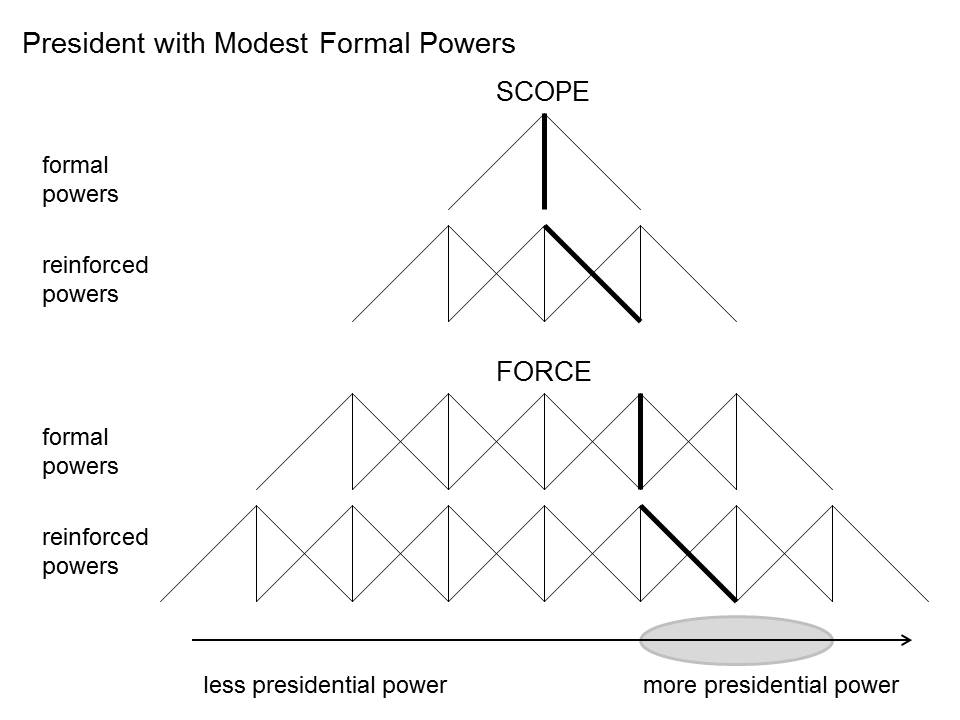 President with Modest Formal Powers
SCOPE
formal
powers
reinforced
powers
FORCE
formal
powers
reinforced
powers
less presidential power
more presidential power